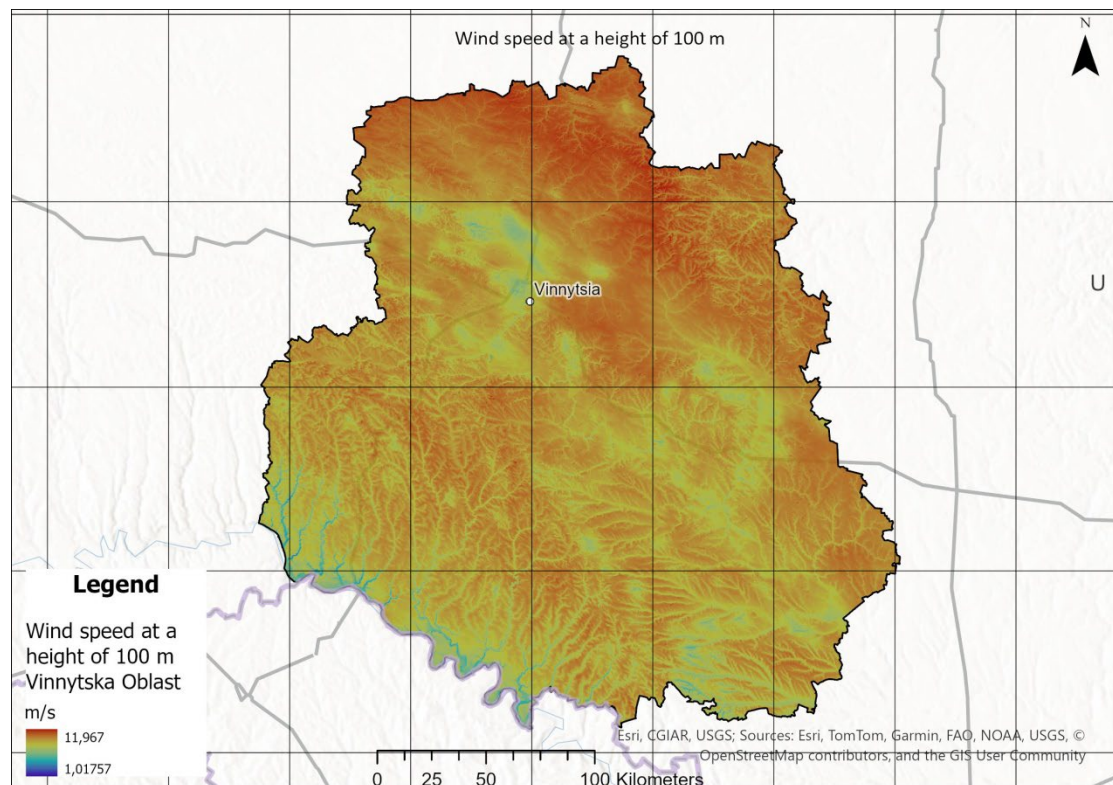 Wind speed at a height of 100 m
N
Vinnytsia
U
Legend
Wind speed at a
height of 100 m
Vinnytska Oblast
m/s
11,967
1,01757
0 25 50 100 Kilometers
Esri, CGIAR, USGS; Sources: Esri, TomTom, Garmin, FAO, NOAA, USGS, ©
OpenStreetMap contributors, and the GIS User Community